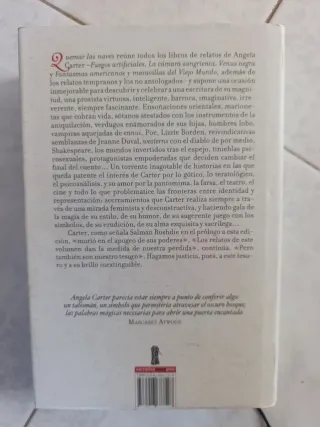 Quemar las naves reúne todos los libros de relatos de Angela
Carter –Fuegos artificiales, La cámara sangrienta, Venus negra
y Fantasmas americanos y maravillas del Viejo Mundo, además de
los relatos tempranos y los no antologados– y supone una ocasión
inmejorable para descubrir y celebrar a una escritora de su magni-
tud, una prosista virtuosa, inteligente, barroca, imaginativa, irre-
verente, siempre fascinante. Ensoñaciones orientales, marione-
tas que cobran vida, sótanos atestados con los instrumentos de la
aniquilación, verdugos enamorados de sus hijas, hombres lobo,
vampiras aquejadas de ennui, Poe, Lizzie Borden, reivindicativas
semblanzas de Jeanne Duval, westerns con el diablo de por medio,
Shakespeare, los mundos invertidos tras el espejo, tinieblas psi-
cosexuales, protagonistas empoderadas que deciden cambiar el
final del cuento... Un torrente inagotable de historias en las que
queda patente el interés de Carter por lo gótico, lo teratológico,
el psicoanálisis, y su amor por la pantomima, la farsa, el teatro, el
cine y todo lo que problematice las fronteras entre identidad y
representación: acercamientos que Carter realiza siempre a tra-
vés de una mirada feminista y desconstructiva, y haciendo gala de
la magia de su estilo, de su humor, de su sugerente juego con los
símbolos, de su erudición, de su alma exquisita y sacrílega...
Carter, como señala Salman Rushdie en el prólogo a esta edi-
ción, «murió en el apogeo de sus poderes». «Los relatos de este
volumen dan la medida de nuestra pérdida», continúa. «Pero
también son nuestro tesoro». Hagamos justicia, pues, a este teso-
ro y a su brillo inextinguible.
Angela Carter parecía estar siempre a punto de conferir algo:
un talismán, un símbolo que permitiría atravesar el oscuro bosque,
las palabras mágicas necesarias para abrir una puerta encantada
Margaret Atwood